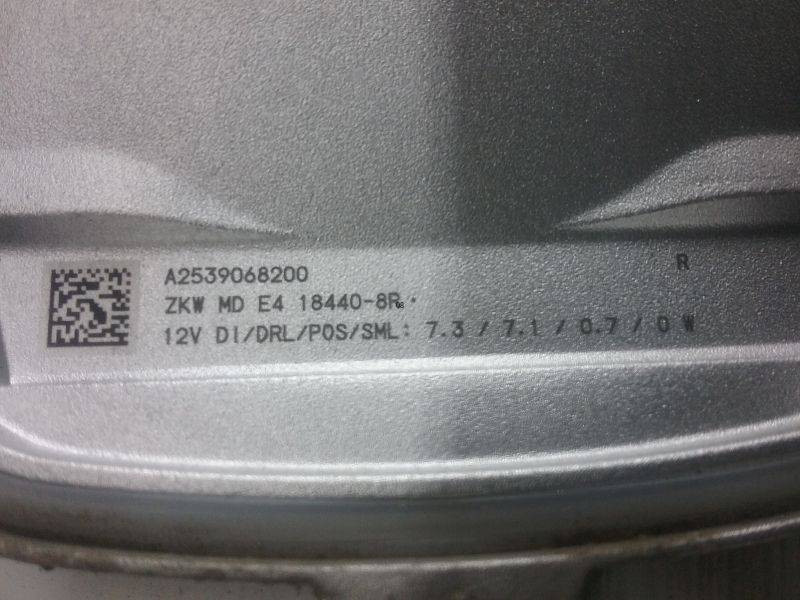 A2539068200 R
ZKW MD E4 18440-8R
12V DI/DRL/POS/SML: 7.3 / 7.1 / 0.7 / 0 W